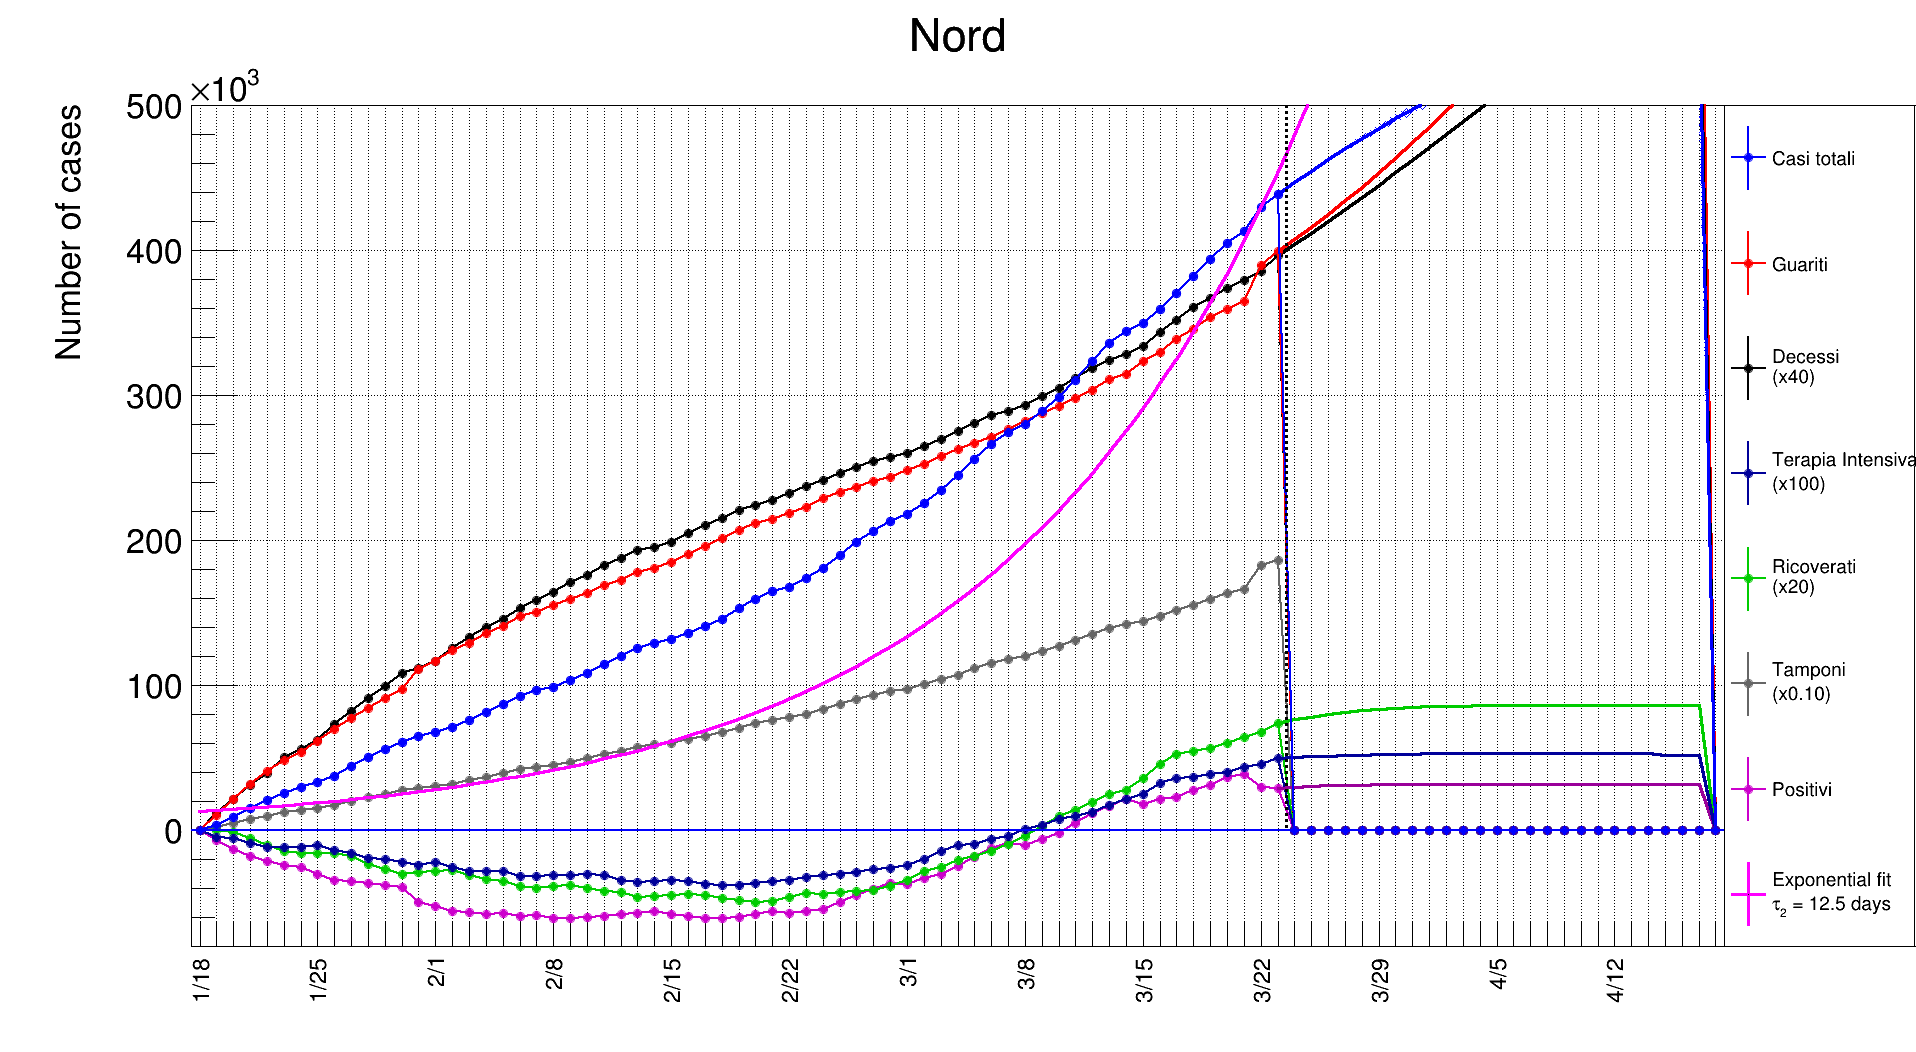 Nord
×10³
Number of cases
500
400
300
200
100
0
1/18
1/25
2/1
2/8
2/15
2/22
3/1
3/8
3/15
3/22
3/29
4/5
4/12
Casi totali
Guariti
Decessi
(x40)
Terapia Intensiva
(x100)
Ricoverati
(x20)
Tamponi
(x0.10)
Positivi
Exponential fit
τ₂ = 12.5 days